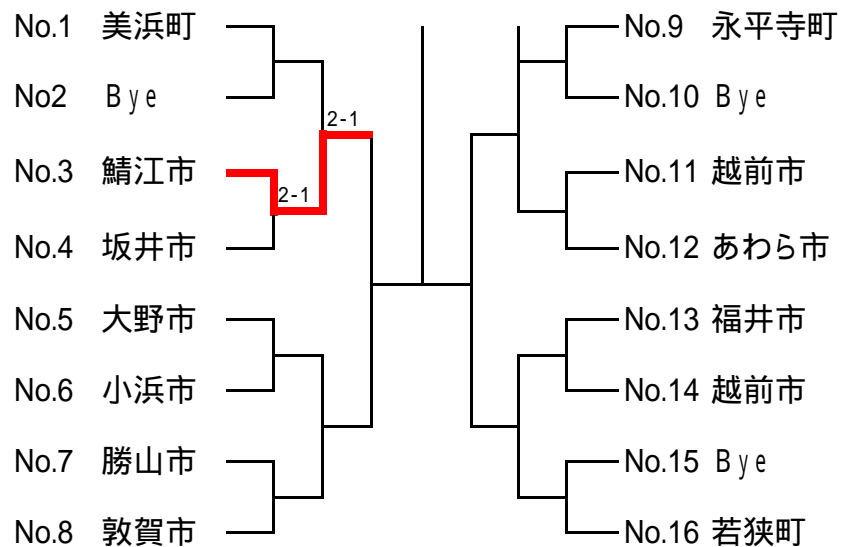 No.1 美浜町
No2 Ｂｙｅ
2-1
No.3 鯖江市
2-1
No.4 坂井市
No.5 大野市
No.6 小浜市
No.7 勝山市
No.8 敦賀市
No.9 永平寺町
No.10 Ｂｙｅ
No.11 越前市
No.12 あわら市
No.13 福井市
No.14 越前市
No.15 Ｂｙｅ
No.16 若狭町